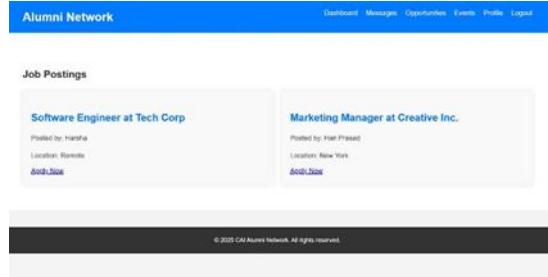 Alumni Network
Dashboard Messages Opportunities Events Profile Logout
Job Postings
Software Engineer at Tech Corp
Posted by: Harsha
Location: Remote
Apply Now
Marketing Manager at Creative Inc.
Posted by: Hari Prasad
Location: New York
Apply Now
© 2025 CAI Alumni Network. All rights reserved.